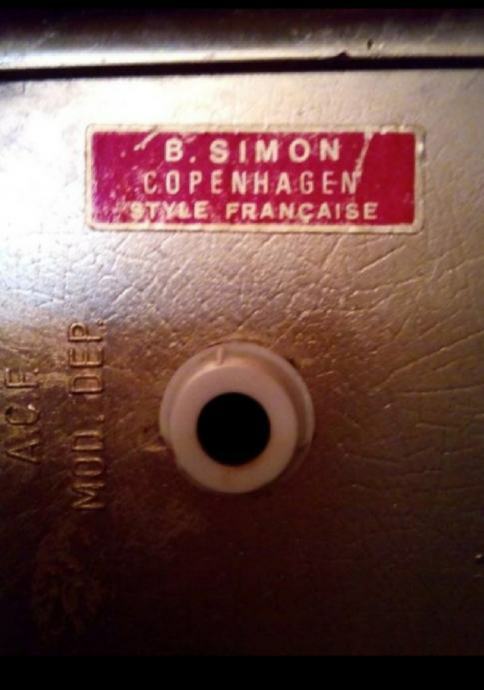 B. SIMON
COPENHAGEN
STYLE FRANÇAISE
A.C.F.
MOD. DEP.